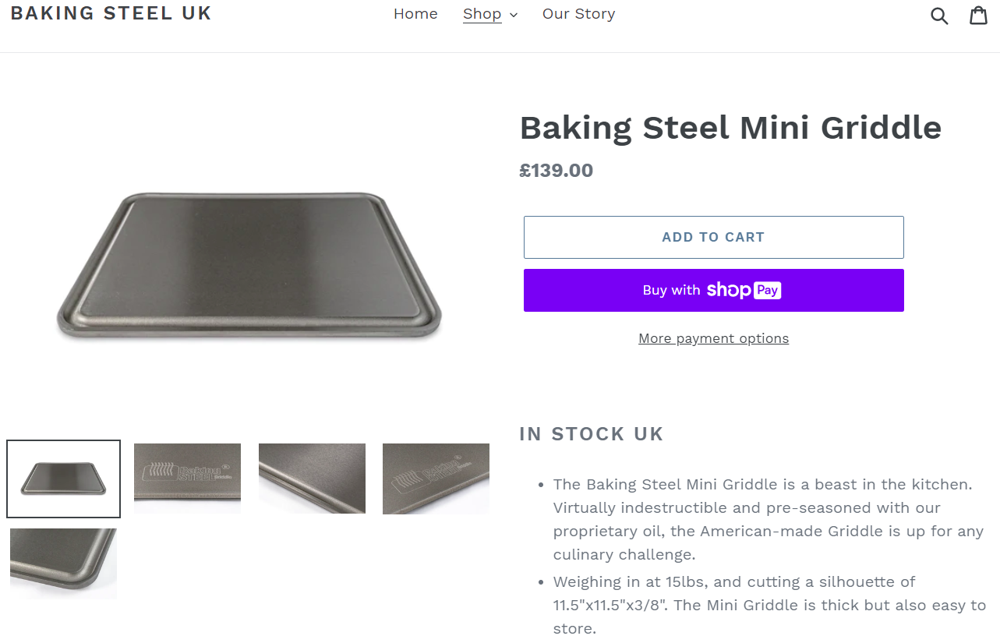 BAKING STEEL UK
Home
Shop
Our Story
Baking Steel Mini Griddle
£139.00
ADD TO CART
Buy with shop Pay
More payment options
Baking
STEEL
Baking
STEEL
IN STOCK UK
The Baking Steel Mini Griddle is a beast in the kitchen.
Virtually indestructible and pre-seasoned with our
proprietary oil, the American-made Griddle is up for any
culinary challenge.
Weighing in at 15lbs, and cutting a silhouette of
11.5"x11.5"x3/8". The Mini Griddle is thick but also easy to
store.